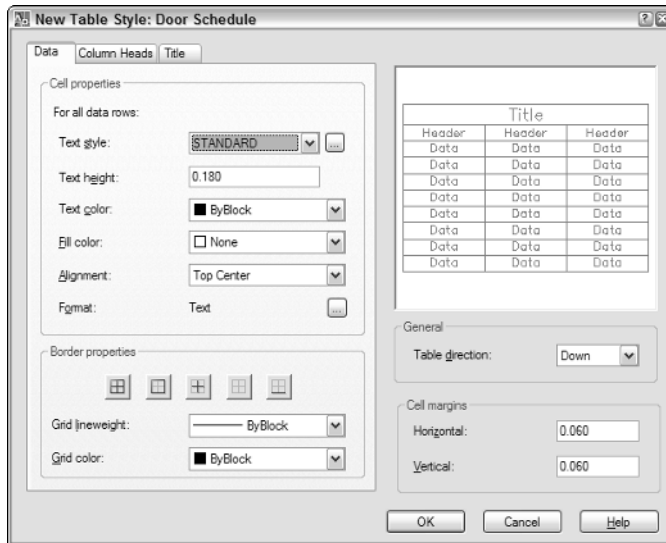 New Table Style: Door Schedule
Data Column Heads Title
Cell properties
For all data rows:
Text style: STANDARD ...
Text height: 0.180
Text color: ByBlock
Fill color: None
Alignment: Top Center
Format: Text ...
Border properties
Grid lineweight: ByBlock
Grid color: ByBlock
Title
Header Header Header
Data Data Data
Data Data Data
Data Data Data
Data Data Data
Data Data Data
Data Data Data
Data Data Data
Data Data Data
General
Table direction: Down
Cell margins
Horizontal: 0.060
Vertical: 0.060
OK Cancel Help